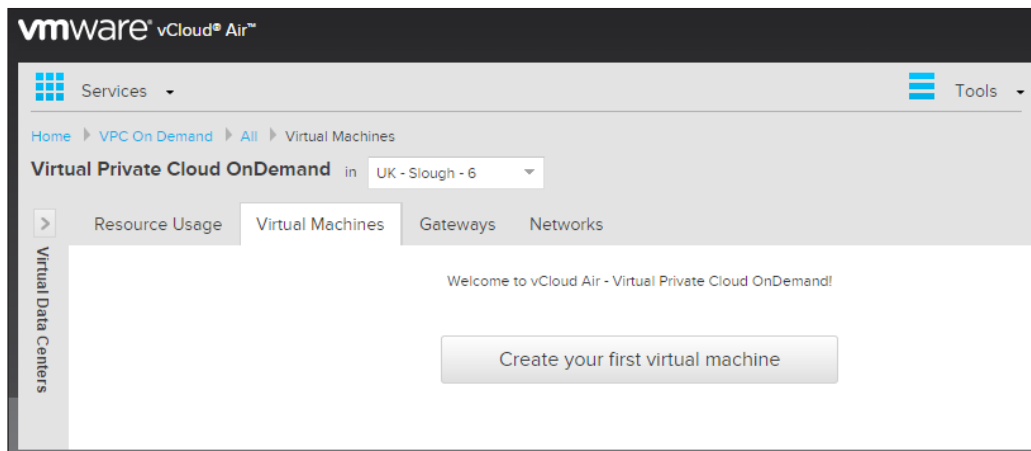 vmware® vCloud® Air™
Services
Tools
Home VPC On Demand All Virtual Machines
Virtual Private Cloud OnDemand in UK - Slough - 6
> Resource Usage Virtual Machines Gateways Networks
Virtual Data Centers
Welcome to vCloud Air - Virtual Private Cloud OnDemand!
Create your first virtual machine